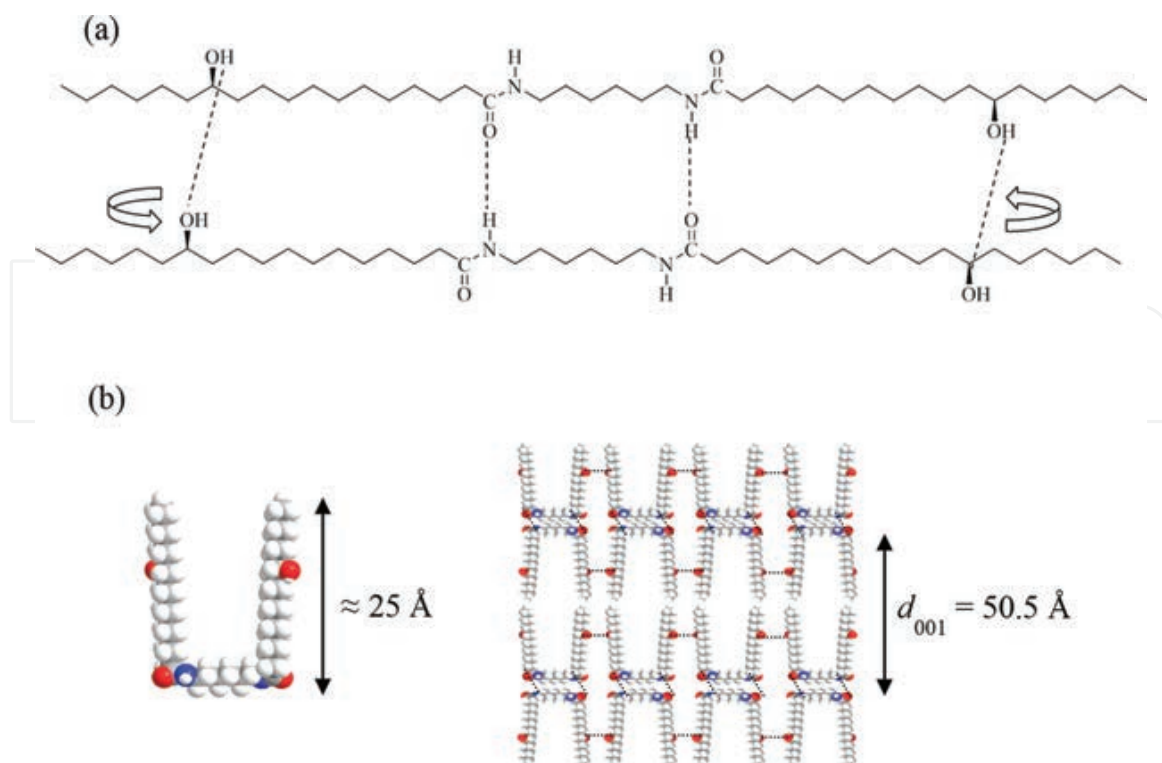 (a)
OH O
H C
N N
C H
O H OH
OH H O
N C
C N
O H OH
(b)
≈ 25 Å
d001 = 50.5 Å